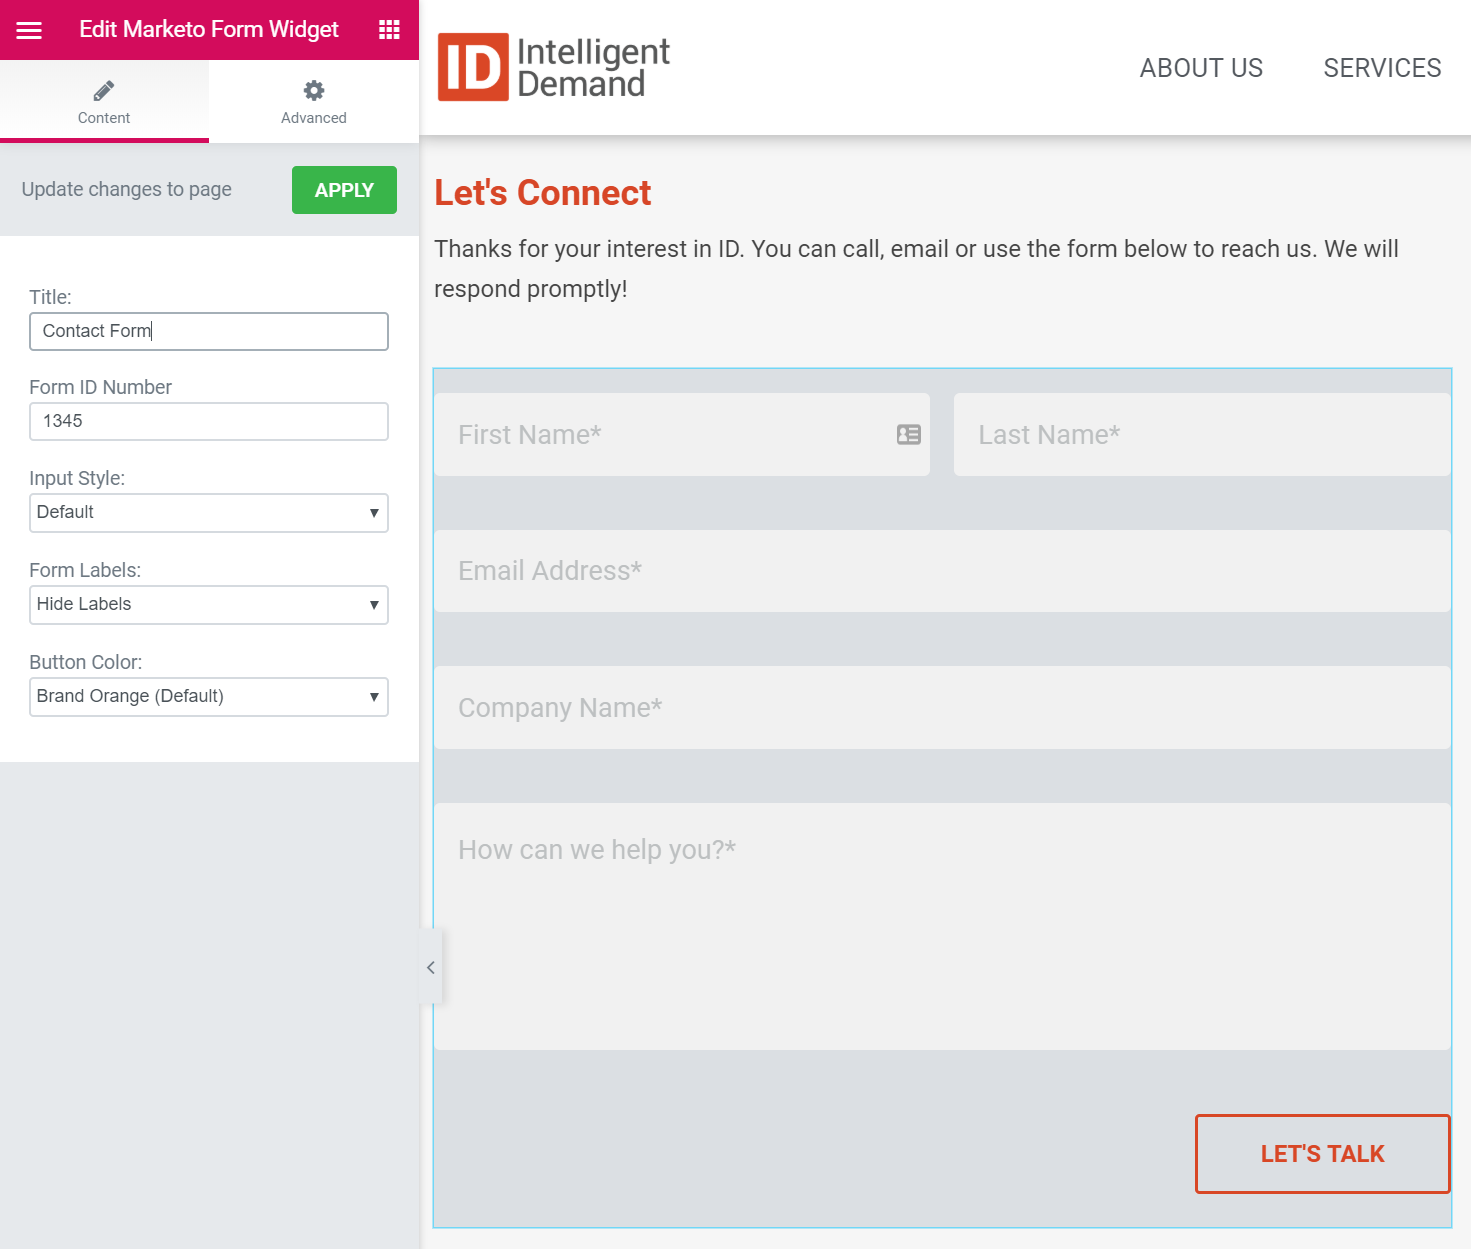 Edit Marketo Form Widget
Content
Advanced
Update changes to page
APPLY
Title:
Contact Form
Form ID Number
1345
Input Style:
Default
Form Labels:
Hide Labels
Button Color:
Brand Orange (Default)
ID Intelligent
Demand
ABOUT US
SERVICES
Let's Connect
Thanks for your interest in ID. You can call, email or use the form below to reach us. We will
respond promptly!
First Name*
Last Name*
Email Address*
Company Name*
How can we help you?*
LET'S TALK